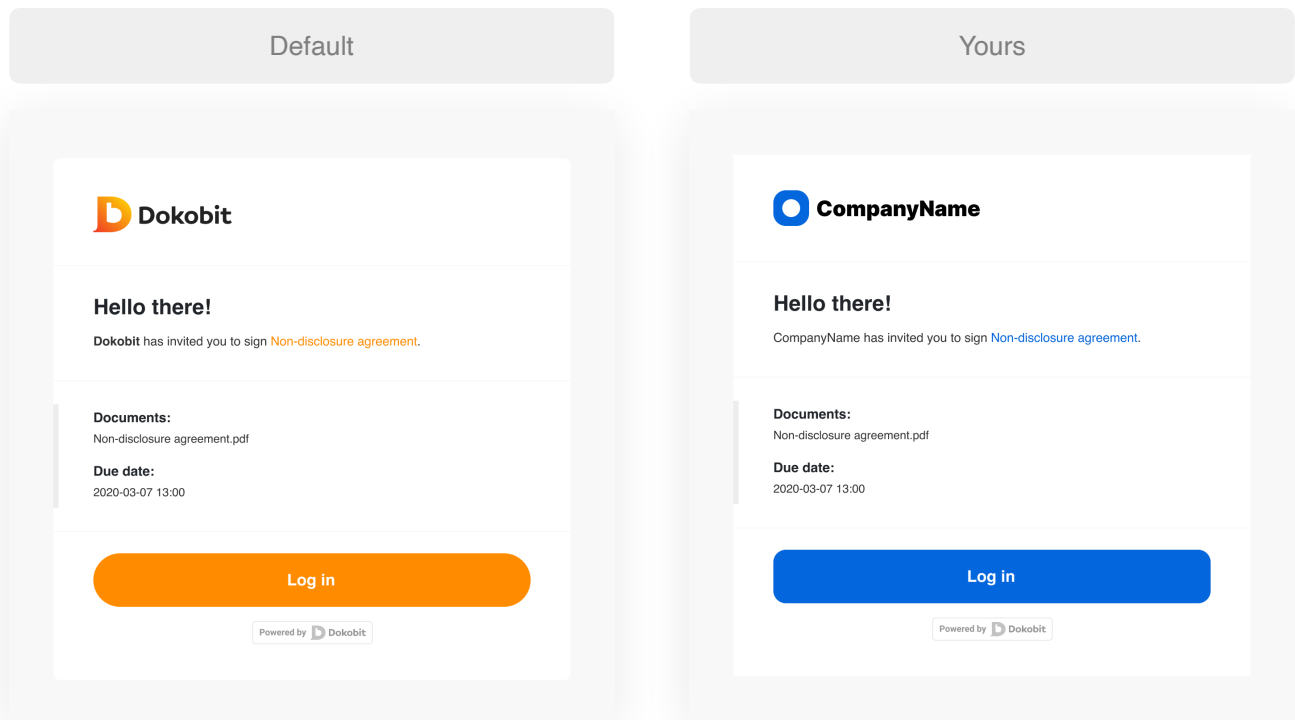 Default
Dokobit
Hello there!
Dokobit has invited you to sign Non-disclosure agreement.
Documents:
Non-disclosure agreement.pdf
Due date:
2020-03-07 13:00
Log in
Powered by Dokobit
Yours
CompanyName
Hello there!
CompanyName has invited you to sign Non-disclosure agreement.
Documents:
Non-disclosure agreement.pdf
Due date:
2020-03-07 13:00
Log in
Powered by Dokobit